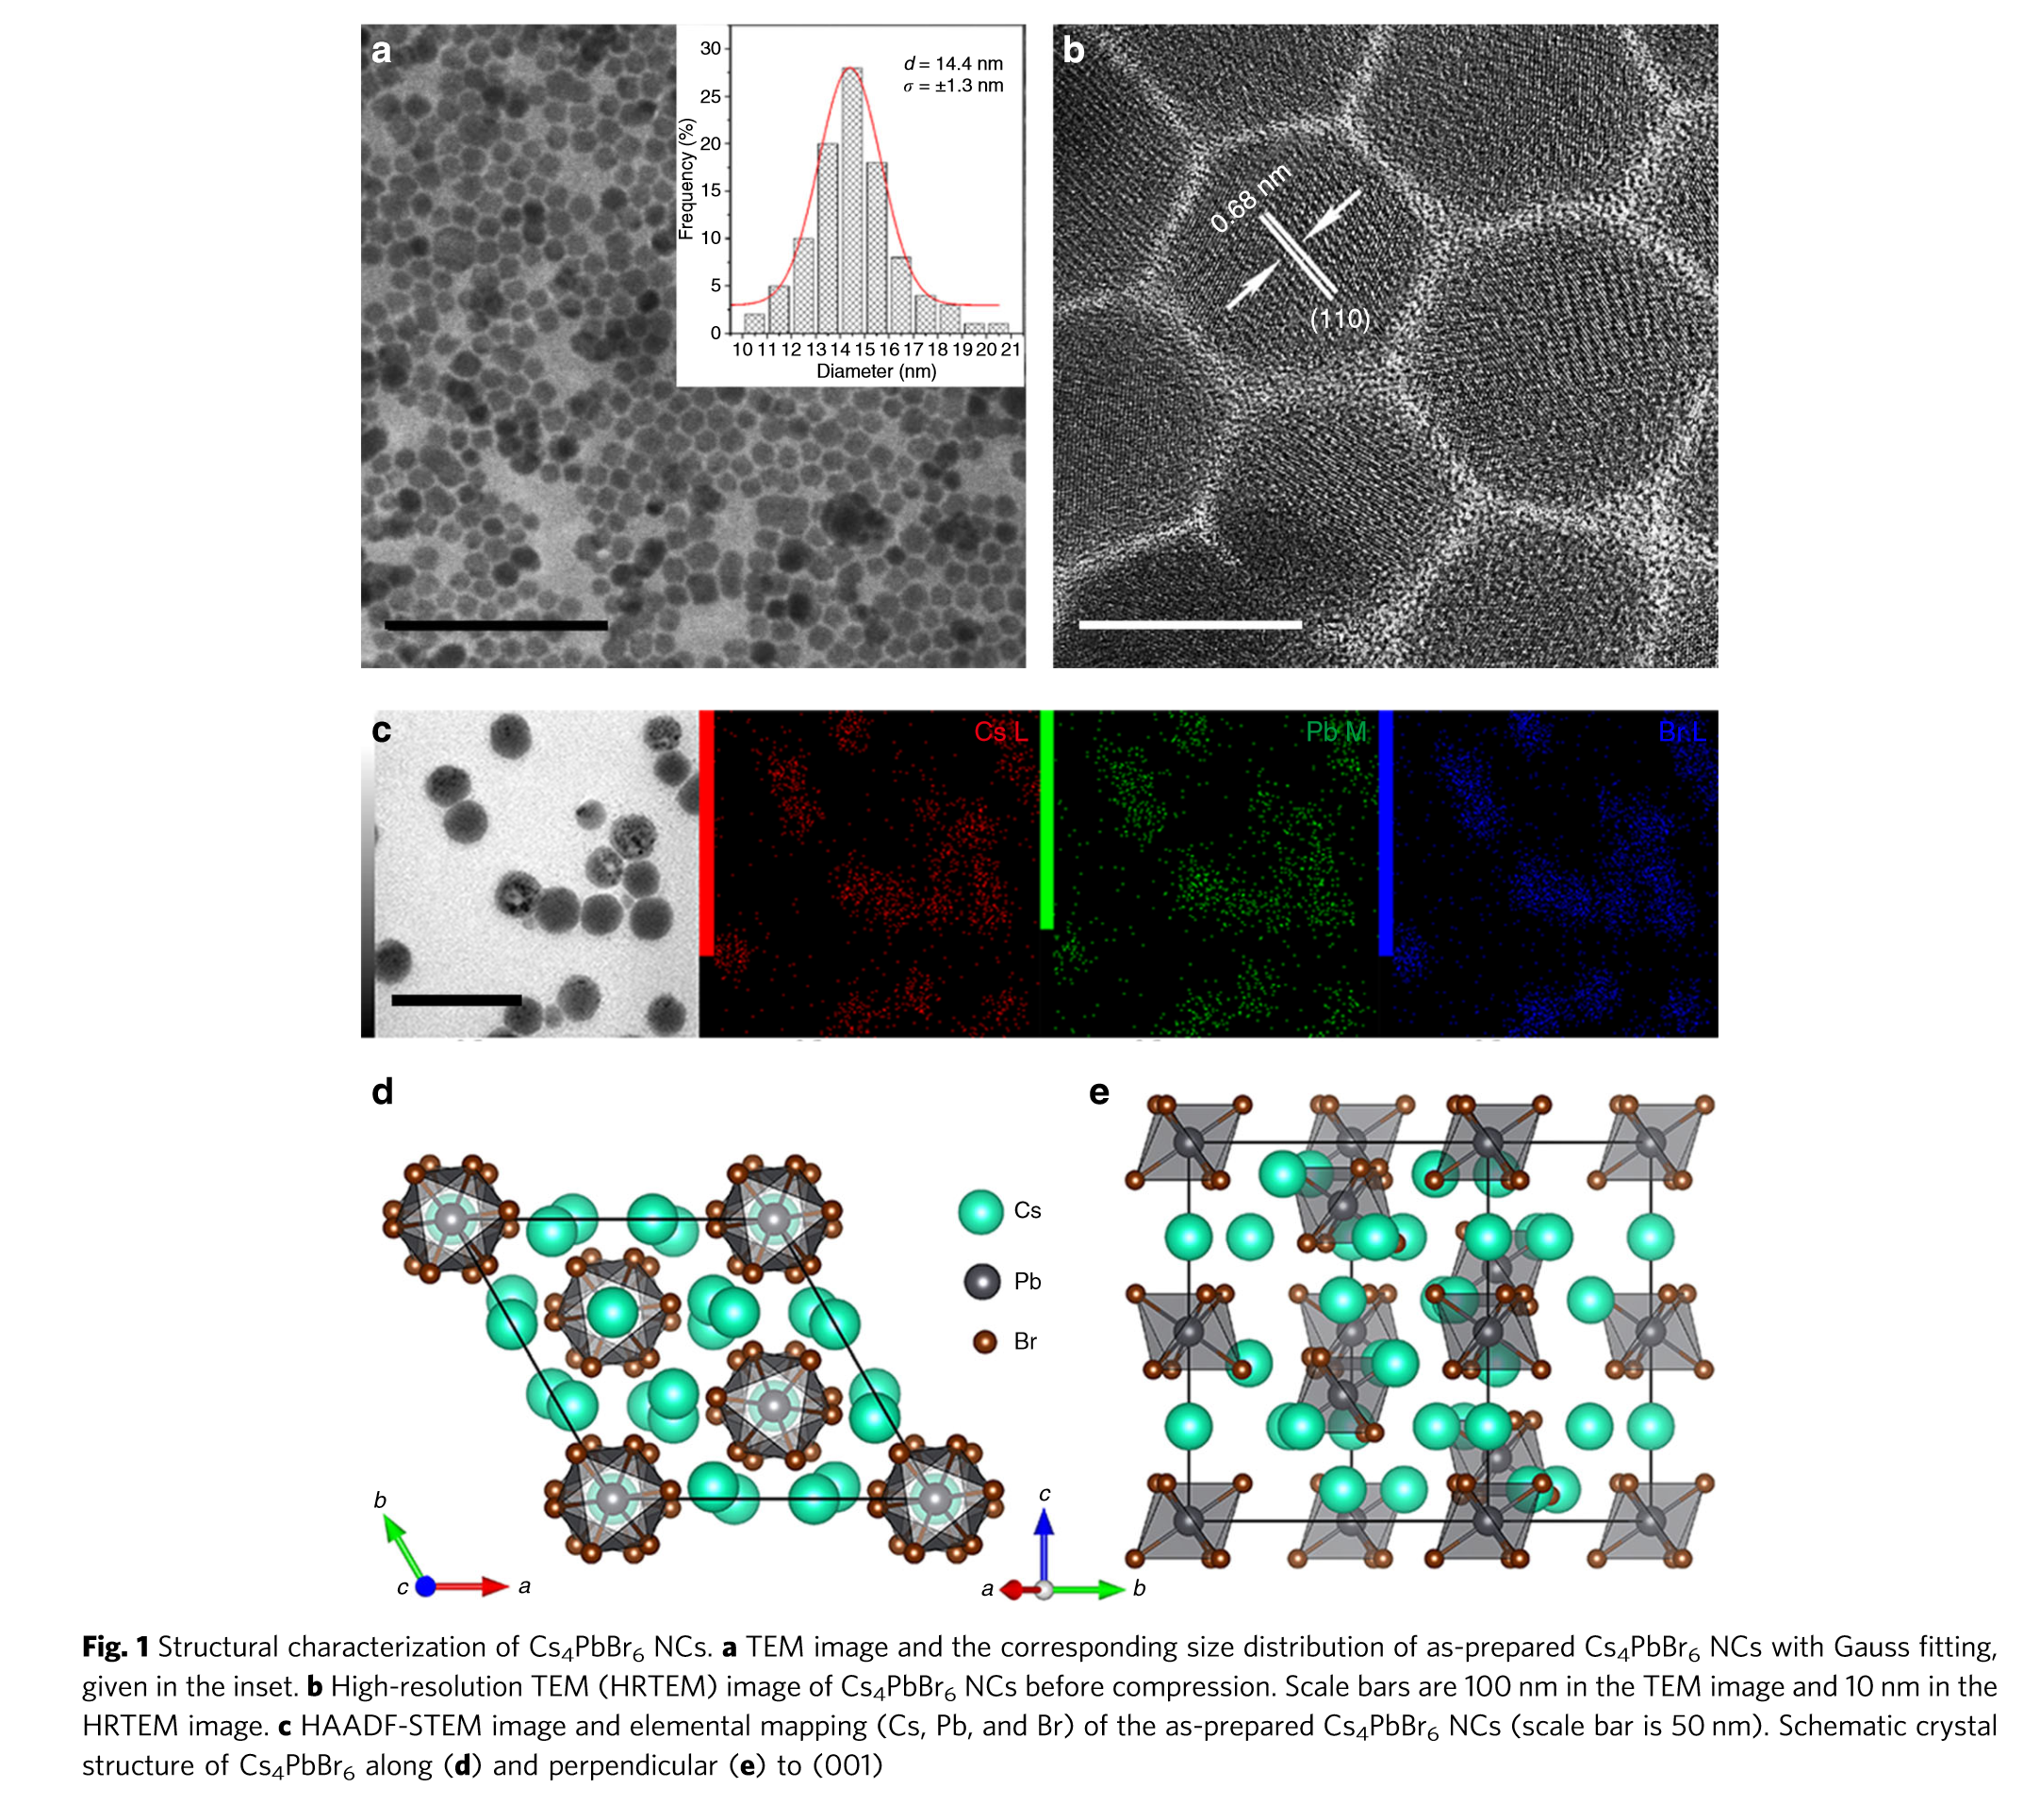 a
30
25
20
15
10
5
0
Frequency (%)
d = 14.4 nm
σ = ±1.3 nm
10 11 12 13 14 15 16 17 18 19 20 21
Diameter (nm)
b
0.68 nm
(110)
c
Cs L
Pb M
Br L
d
Cs
Pb
Br
b
c
a
e
c
a
b
Fig. 1 Structural characterization of Cs₄PbBr₆ NCs. a TEM image and the corresponding size distribution of as-prepared Cs₄PbBr₆ NCs with Gauss fitting,
given in the inset. b High-resolution TEM (HRTEM) image of Cs₄PbBr₆ NCs before compression. Scale bars are 100 nm in the TEM image and 10 nm in the
HRTEM image. c HAADF-STEM image and elemental mapping (Cs, Pb, and Br) of the as-prepared Cs₄PbBr₆ NCs (scale bar is 50 nm). Schematic crystal
structure of Cs₄PbBr₆ along (d) and perpendicular (e) to (001)